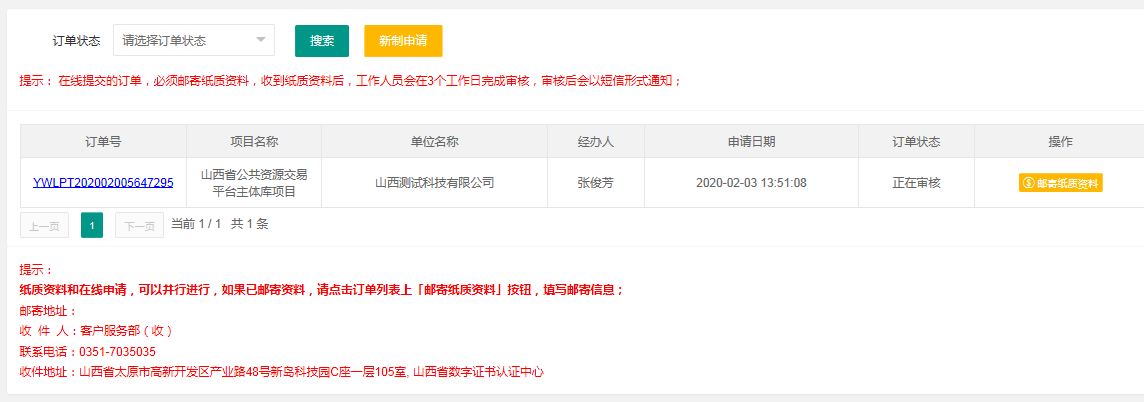 订单状态 请选择订单状态 搜索 新制申请
提示： 在线提交的订单，必须邮寄纸质资料，收到纸质资料后，工作人员会在3个工作日完成审核，审核后会以短信形式通知；
订单号 项目名称 单位名称 经办人 申请日期 订单状态 操作
YWLPT202002005647295 山西省公共资源交易 山西测试科技有限公司 张俊芳 2020-02-03 13:51:08 正在审核 邮寄纸质资料
平台主体库项目
上一页 1 下一页 当前 1 / 1 共 1 条
提示：
纸质资料和在线申请，可以并行进行，如果已邮寄资料，请点击订单列表上「邮寄纸质资料」按钮，填写邮寄信息；
邮寄地址：
收 件 人：客户服务部（收）
联系电话：0351-7035035
收件地址：山西省太原市高新开发区产业路48号新岛科技园C座一层105室, 山西省数字证书认证中心